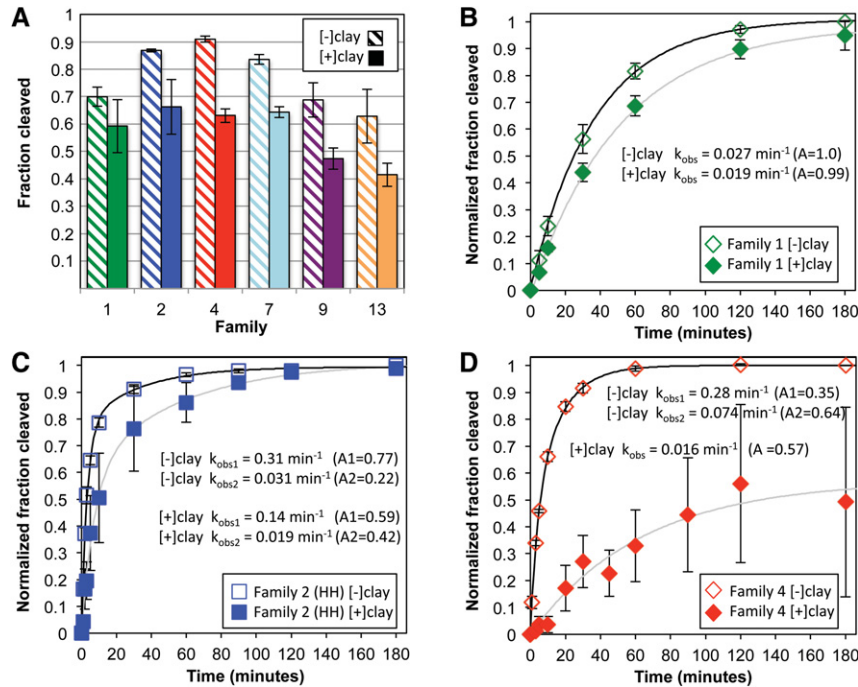 A
Fraction cleaved
1
0.9
0.8
0.7
0.6
0.5
0.4
0.3
0.2
0.1
[-]clay
[+]clay
1 2 4 7 9 13
Family
B
Normalized fraction cleaved
1
0.9
0.8
0.7
0.6
0.5
0.4
0.3
0.2
0.1
0
[-]clay kobs = 0.027 min-1 (A=1.0)
[+]clay kobs = 0.019 min-1 (A=0.99)
Family 1 [-]clay
Family 1 [+]clay
0 20 40 60 80 100 120 140 160 180
Time (minutes)
C
Normalized fraction cleaved
1
0.9
0.8
0.7
0.6
0.5
0.4
0.3
0.2
0.1
0
[-]clay kobs1 = 0.31 min-1 (A1=0.77)
[-]clay kobs2 = 0.031 min-1 (A2=0.22)
[+]clay kobs1 = 0.14 min-1 (A1=0.59)
[+]clay kobs2 = 0.019 min-1 (A2=0.42)
Family 2 (HH) [-]clay
Family 2 (HH) [+]clay
0 20 40 60 80 100 120 140 160 180
Time (minutes)
D
Normalized fraction cleaved
1
0.9
0.8
0.7
0.6
0.5
0.4
0.3
0.2
0.1
0
[-]clay kobs1 = 0.28 min-1 (A1=0.35)
[-]clay kobs2 = 0.074 min-1 (A2=0.64)
[+]clay kobs = 0.016 min-1 (A =0.57)
Family 4 [-]clay
Family 4 [+]clay
0 20 40 60 80 100 120 140 160 180
Time (minutes)